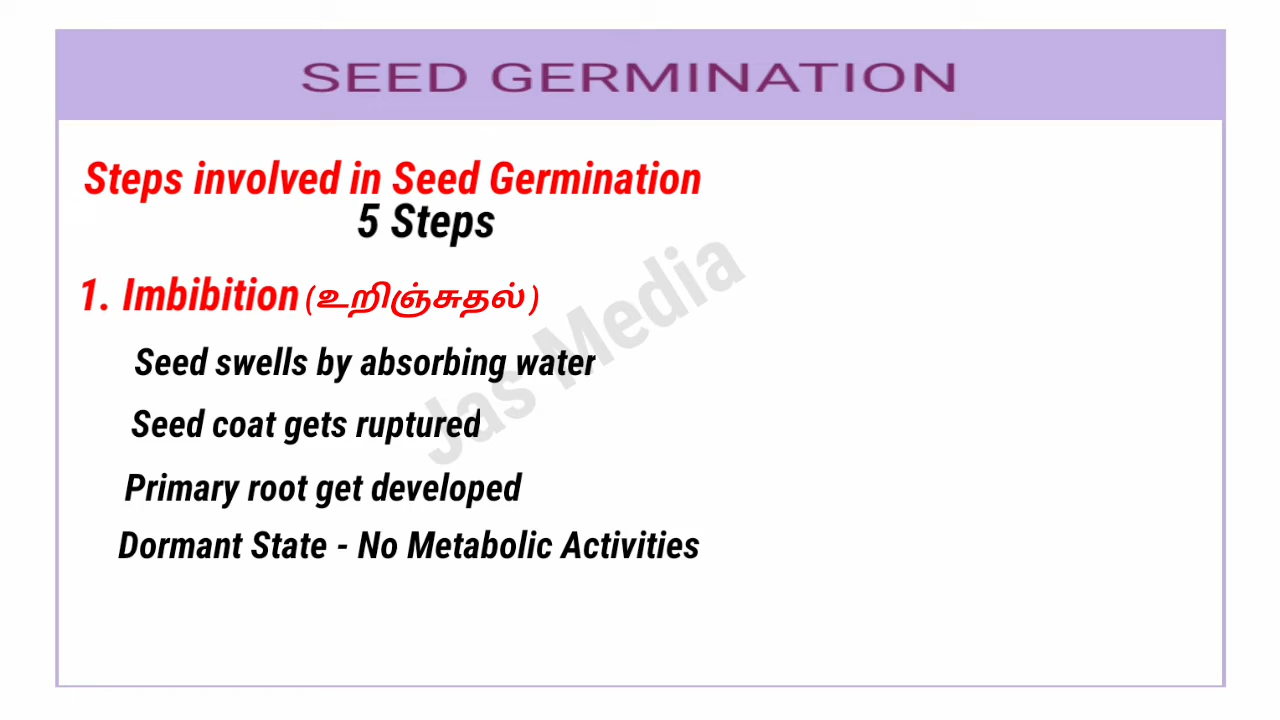 SEED GERMINATION
Steps involved in Seed Germination
5 Steps
1. Imbibition (உறிஞ்சுதல் )
Seed swells by absorbing water
Seed coat gets ruptured
Primary root get developed
Dormant State - No Metabolic Activities
Jas Media